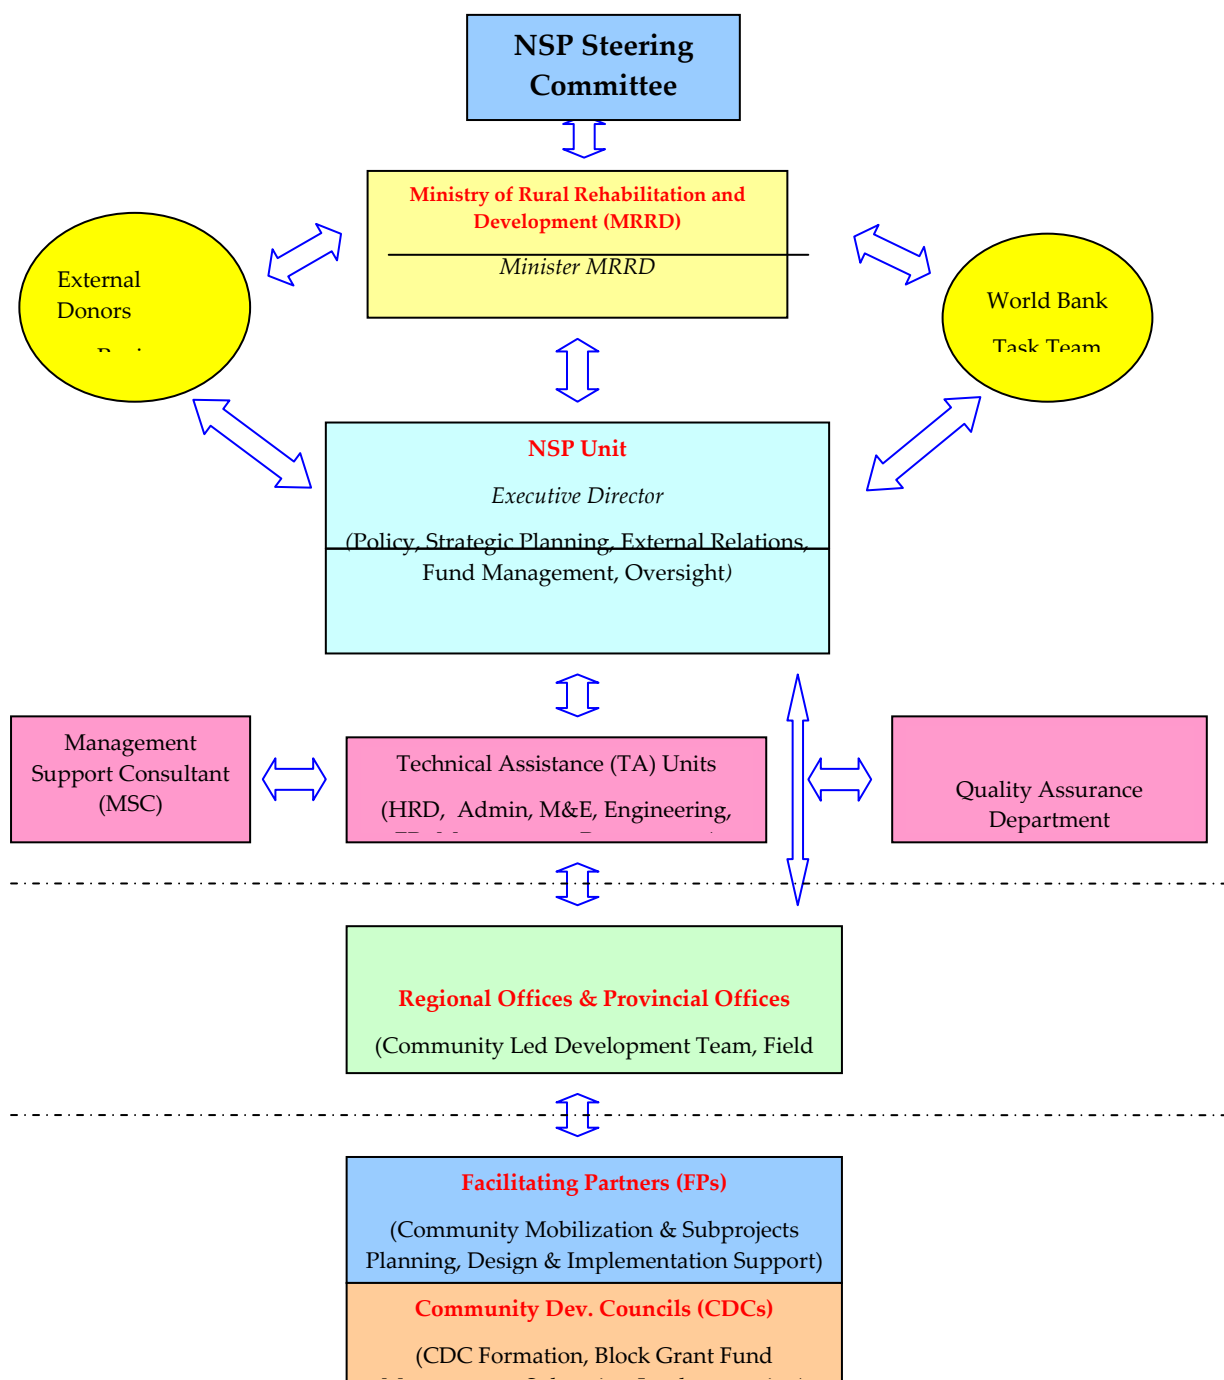 NSP Steering
Committee
Ministry of Rural Rehabilitation and
Development (MRRD)
Minister MRRD
External
Donors
World Bank
Task Team
NSP Unit
Executive Director
(Policy, Strategic Planning, External Relations,
Fund Management, Oversight)
Management
Support Consultant
(MSC)
Technical Assistance (TA) Units
(HRD, Admin, M&E, Engineering,
Quality Assurance
Department
Regional Offices & Provincial Offices
(Community Led Development Team, Field
Facilitating Partners (FPs)
(Community Mobilization & Subprojects
Planning, Design & Implementation Support)
Community Dev. Councils (CDCs)
(CDC Formation, Block Grant Fund